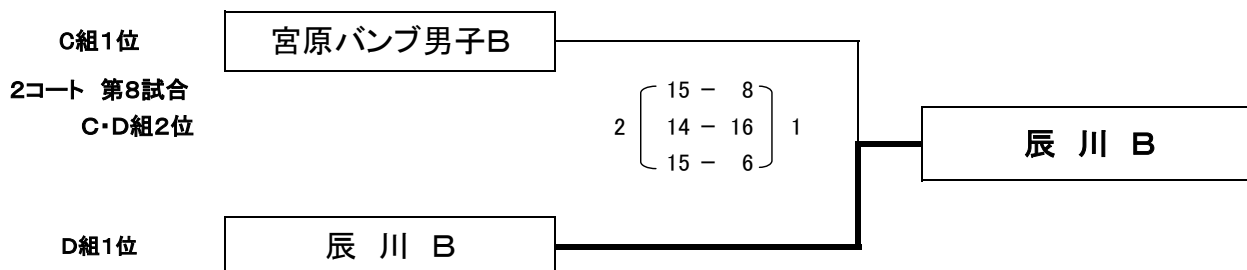 C組1位
宮原バンブ男子B
2コート 第8試合
C・D組2位
15 - 8
2 14 - 16 1
15 - 6
辰 川 B
D組1位
辰 川 B